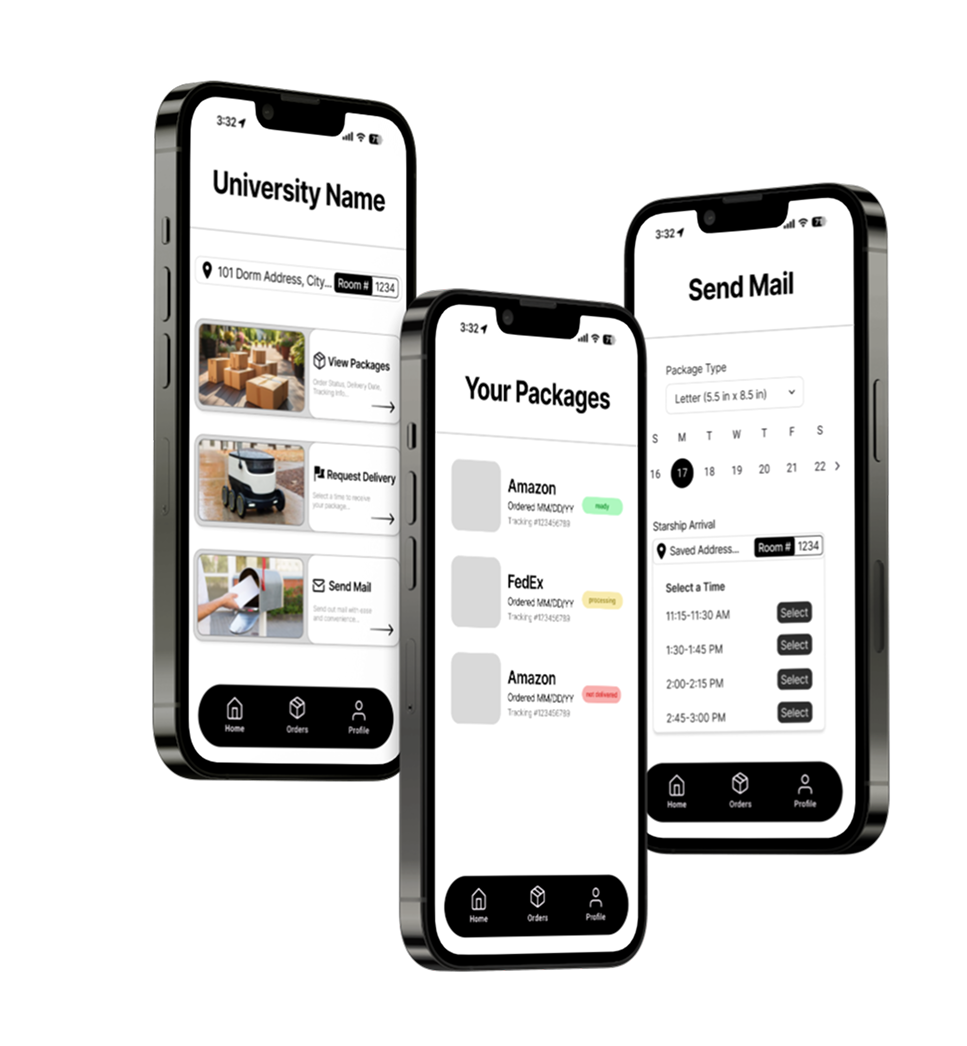 3:32
University Name
101 Dorm Address, City... Room # 1234
View Packages
Order Status, Delivery Date,
Tracking Info...
Request Delivery
Select a time to receive
your package...
Send Mail
Send out mail with ease
and convenience...
Home Orders Profile
3:32
Your Packages
Amazon
Ordered MM/DD/YY
ready
Tracking #123456789
FedEx
Ordered MM/DD/YY
processing
Tracking #123456789
Amazon
Ordered MM/DD/YY
not delivered
Tracking #123456789
Home Orders Profile
3:32
Send Mail
Package Type
Letter (5.5 in x 8.5 in)
S M T W T F S
16 17 18 19 20 21 22
Starship Arrival
Saved Address... Room # 1234
Select a Time
11:15-11:30 AM Select
1:30-1:45 PM Select
2:00-2:15 PM Select
2:45-3:00 PM Select
Home Orders Profile